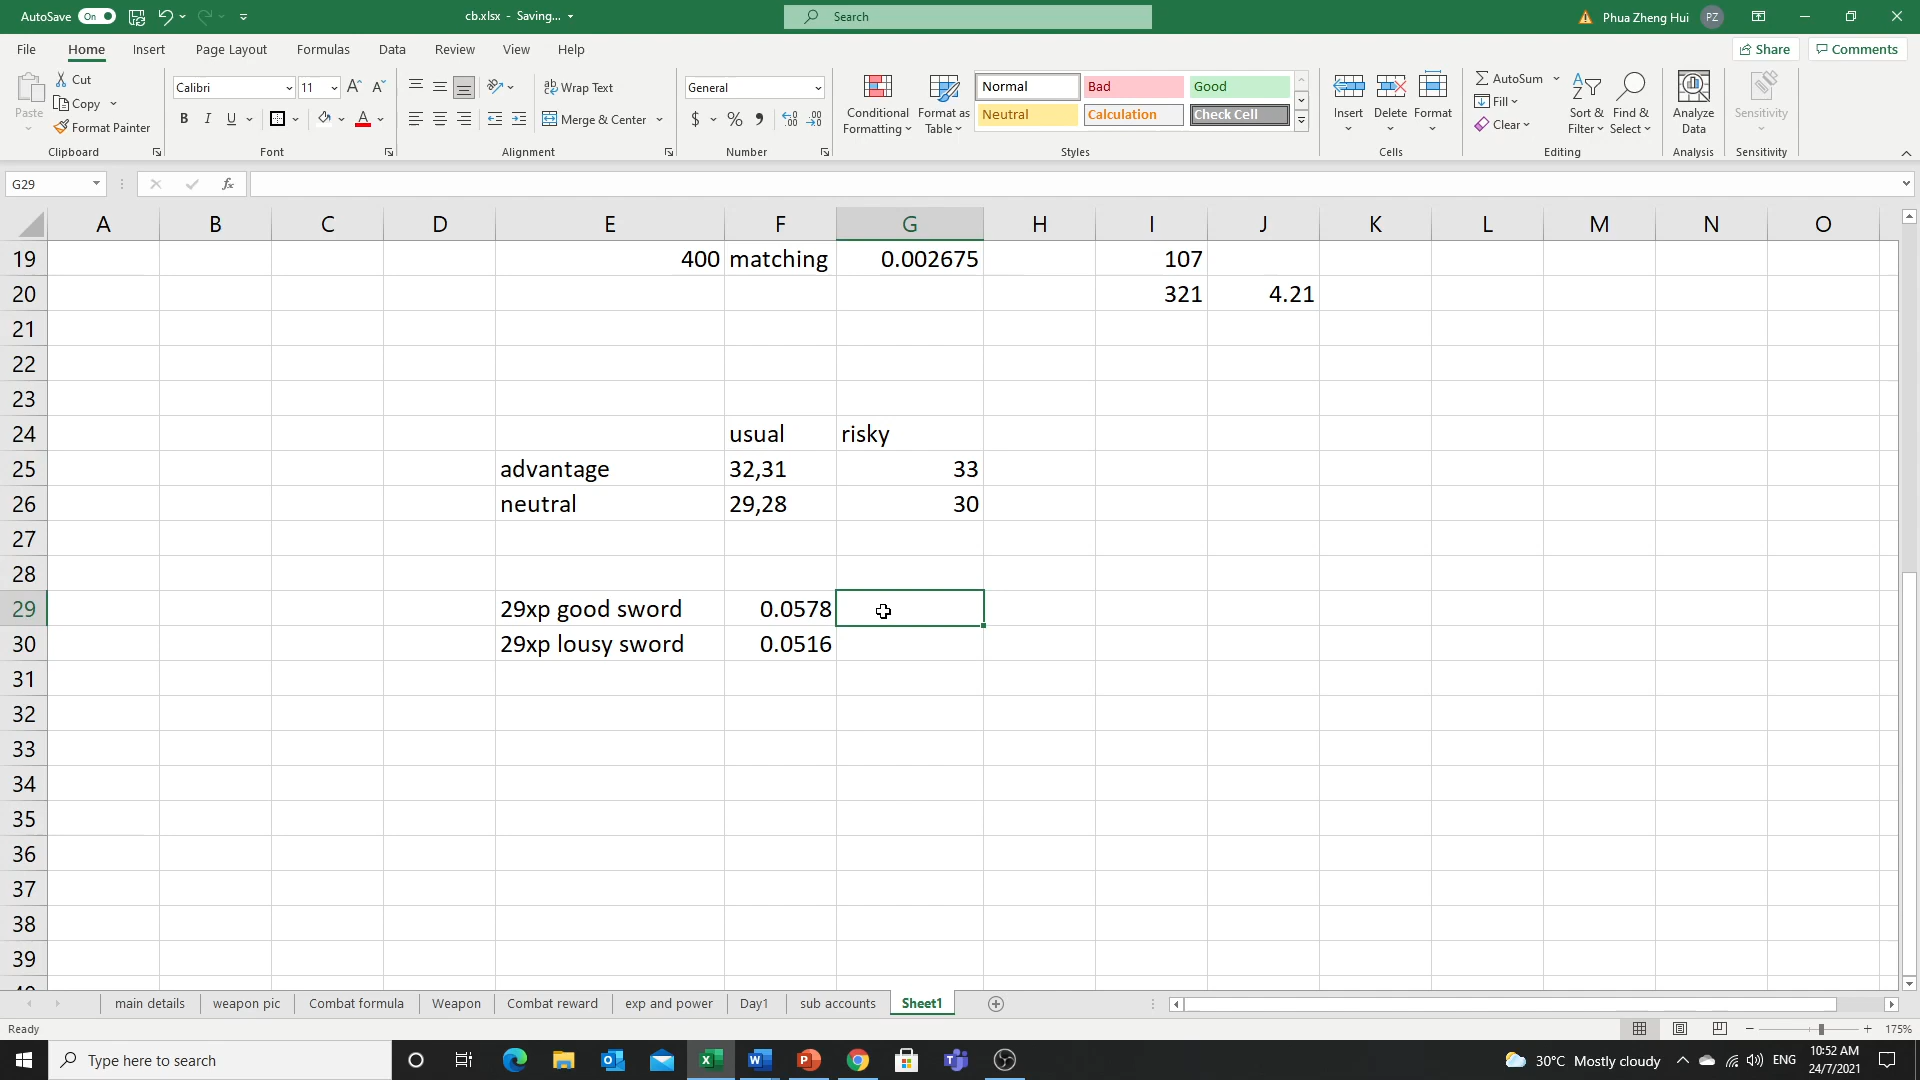 AutoSave On cb.xlsx - Saving... Search Phua Zheng Hui PZ
File Home Insert Page Layout Formulas Data Review View Help Share Comments
Paste Cut Copy Format Painter Clipboard
Calibri 11 A A B I U A Font
Wrap Text Merge & Center Alignment
General $ % 9 Number
Conditional Formatting Format as Table Normal Bad Good Neutral Calculation Check Cell Styles
Insert Delete Format Cells
AutoSum Fill Clear Sort & Filter Find & Select Editing
Analyze Data Analysis
Sensitivity Sensitivity
G29 fx
A B C D E F G H I J K L M N O
19 400 matching 0.002675 107
20 321 4.21
21
22
23
24 usual risky
25 advantage 32,31 33
26 neutral 29,28 30
27
28
29 29xp good sword 0.0578
30 29xp lousy sword 0.0516
31
32
33
34
35
36
37
38
39
main details weapon pic Combat formula Weapon Combat reward exp and power Day1 sub accounts Sheet1
Ready 175%
Type here to search 30°C Mostly cloudy ENG 10:52 AM
24/7/2021